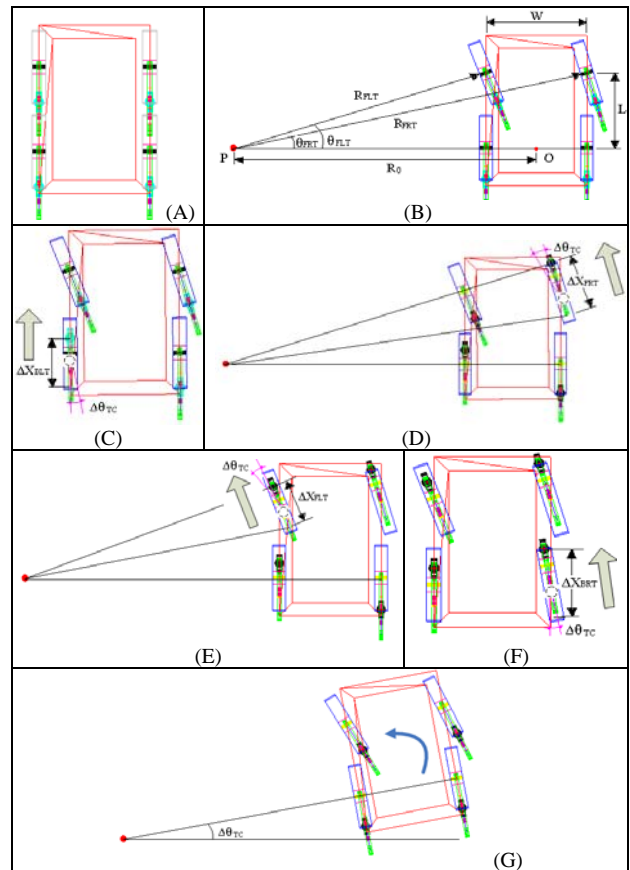 (A)
W
L
R_FLT
R_FRT
θ_FRT
θ_FLT
P
O
R_0
(B)
ΔX_BLT
Δθ_TC
(C)
Δθ_TC
ΔX_FRT
(D)
Δθ_TC
ΔX_FLT
(E)
ΔX_BRT
Δθ_TC
(F)
Δθ_TC
(G)